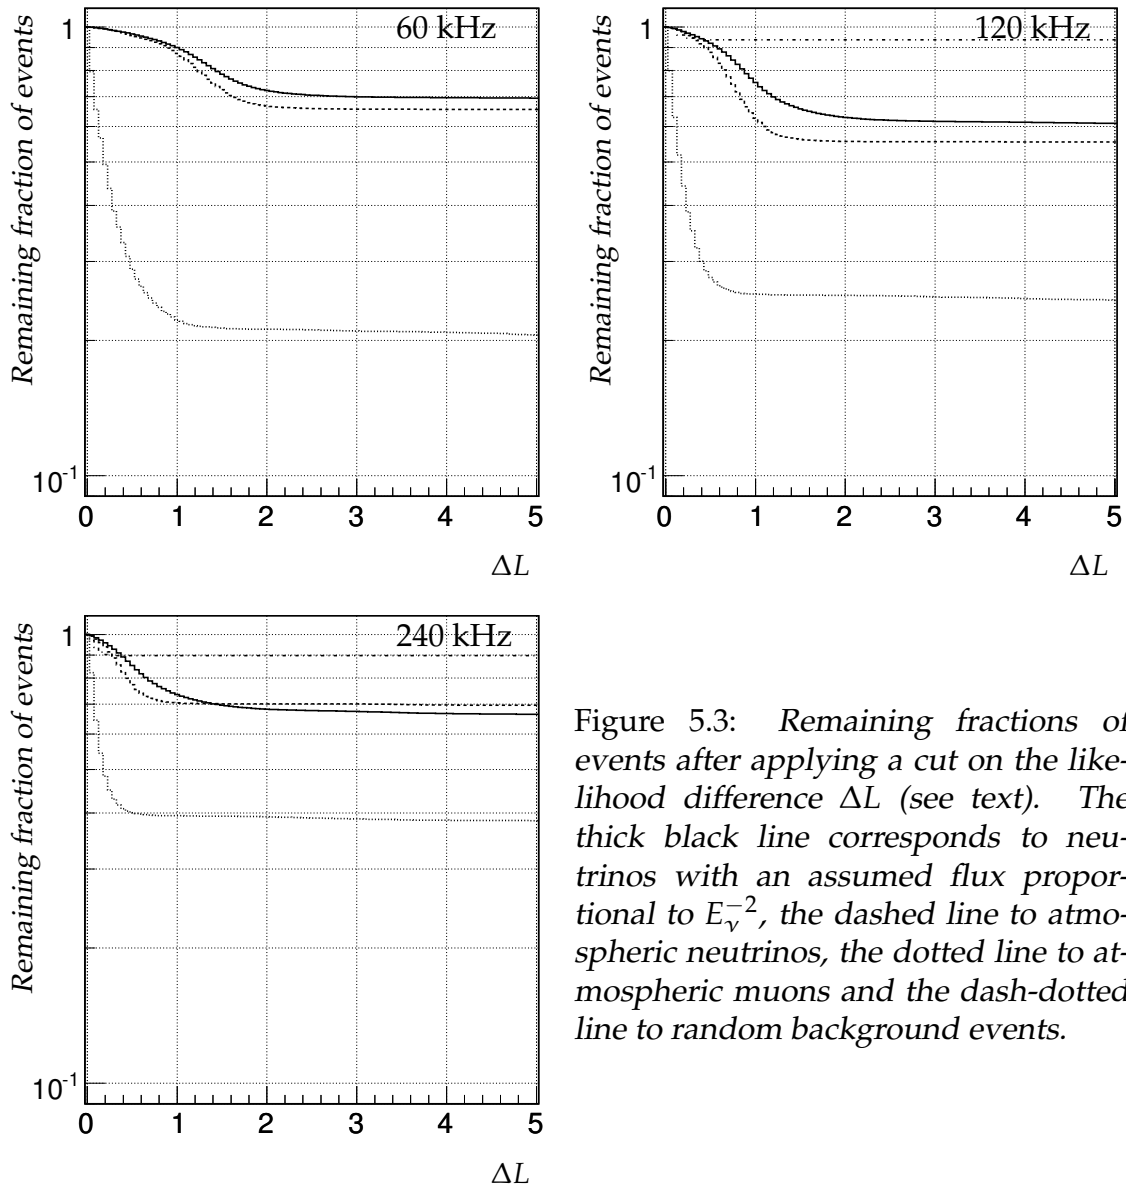 60 kHz
Remaining fraction of events
1
10⁻¹
0 1 2 3 4 5
ΔL
120 kHz
Remaining fraction of events
1
10⁻¹
0 1 2 3 4 5
ΔL
240 kHz
Remaining fraction of events
1
10⁻¹
0 1 2 3 4 5
ΔL
Figure 5.3: Remaining fractions of
events after applying a cut on the like-
lihood difference ΔL (see text). The
thick black line corresponds to neu-
trinos with an assumed flux propor-
tional to E_ν⁻², the dashed line to atmo-
spheric neutrinos, the dotted line to at-
mospheric muons and the dash-dotted
line to random background events.